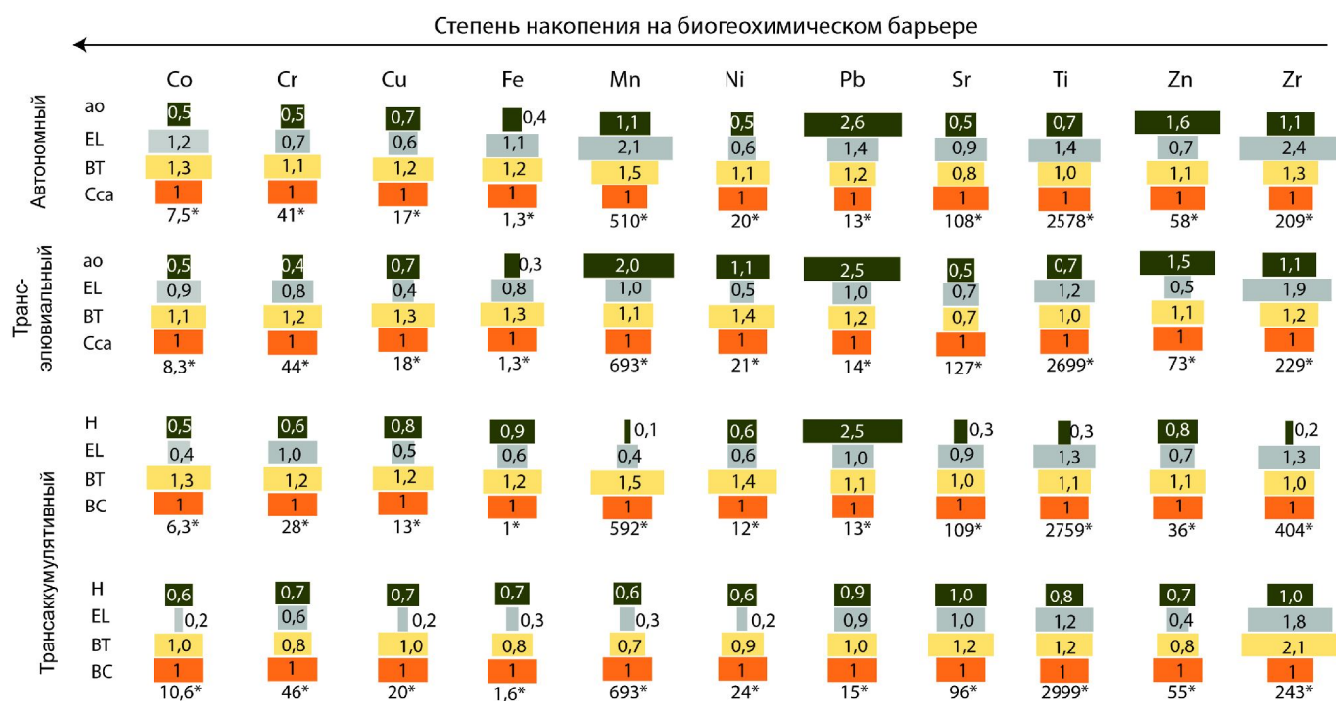 Степень накопения на биогеохимическом барьере
Co Cr Cu Fe Mn Ni Pb Sr Ti Zn Zr
Автономный
ao 0,5 0,5 0,7 0,4 1,1 0,5 2,6 0,5 0,7 1,6 1,1
EL 1,2 0,7 0,6 1,1 2,1 0,6 1,4 0,9 1,4 0,7 2,4
BT 1,3 1,1 1,2 1,2 1,5 1,1 1,2 0,8 1,0 1,1 1,3
Cca 1 1 1 1 1 1 1 1 1 1 1
7,5* 41* 17* 1,3* 510* 20* 13* 108* 2578* 58* 209*
Транс-
элювиальный
ao 0,5 0,4 0,7 0,3 2,0 1,1 2,5 0,5 0,7 1,5 1,1
EL 0,9 0,8 0,4 0,8 1,0 0,5 1,0 0,7 1,2 0,5 1,9
BT 1,1 1,2 1,3 1,3 1,1 1,4 1,2 0,7 1,0 1,1 1,2
Cca 1 1 1 1 1 1 1 1 1 1 1
8,3* 44* 18* 1,3* 693* 21* 14* 127* 2699* 73* 229*
Трансаккумулятивный
H 0,5 0,6 0,8 0,9 0,1 0,6 2,5 0,3 0,3 0,8 0,2
EL 0,4 1,0 0,5 0,6 0,4 0,6 1,0 0,9 1,3 0,7 1,3
BT 1,3 1,2 1,2 1,2 1,5 1,4 1,1 1,0 1,1 1,1 1,0
BC 1 1 1 1 1 1 1 1 1 1 1
6,3* 28* 13* 1* 592* 12* 13* 109* 2759* 36* 404*
H 0,6 0,7 0,7 0,7 0,6 0,6 0,9 1,0 0,8 0,7 1,0
EL 0,2 0,6 0,2 0,3 0,3 0,2 0,9 1,0 1,2 0,4 1,8
BT 1,0 0,8 1,0 0,8 0,7 0,9 1,0 1,2 1,2 0,8 2,1
BC 1 1 1 1 1 1 1 1 1 1 1
10,6* 46* 20* 1,6* 693* 24* 15* 96* 2999* 55* 243*